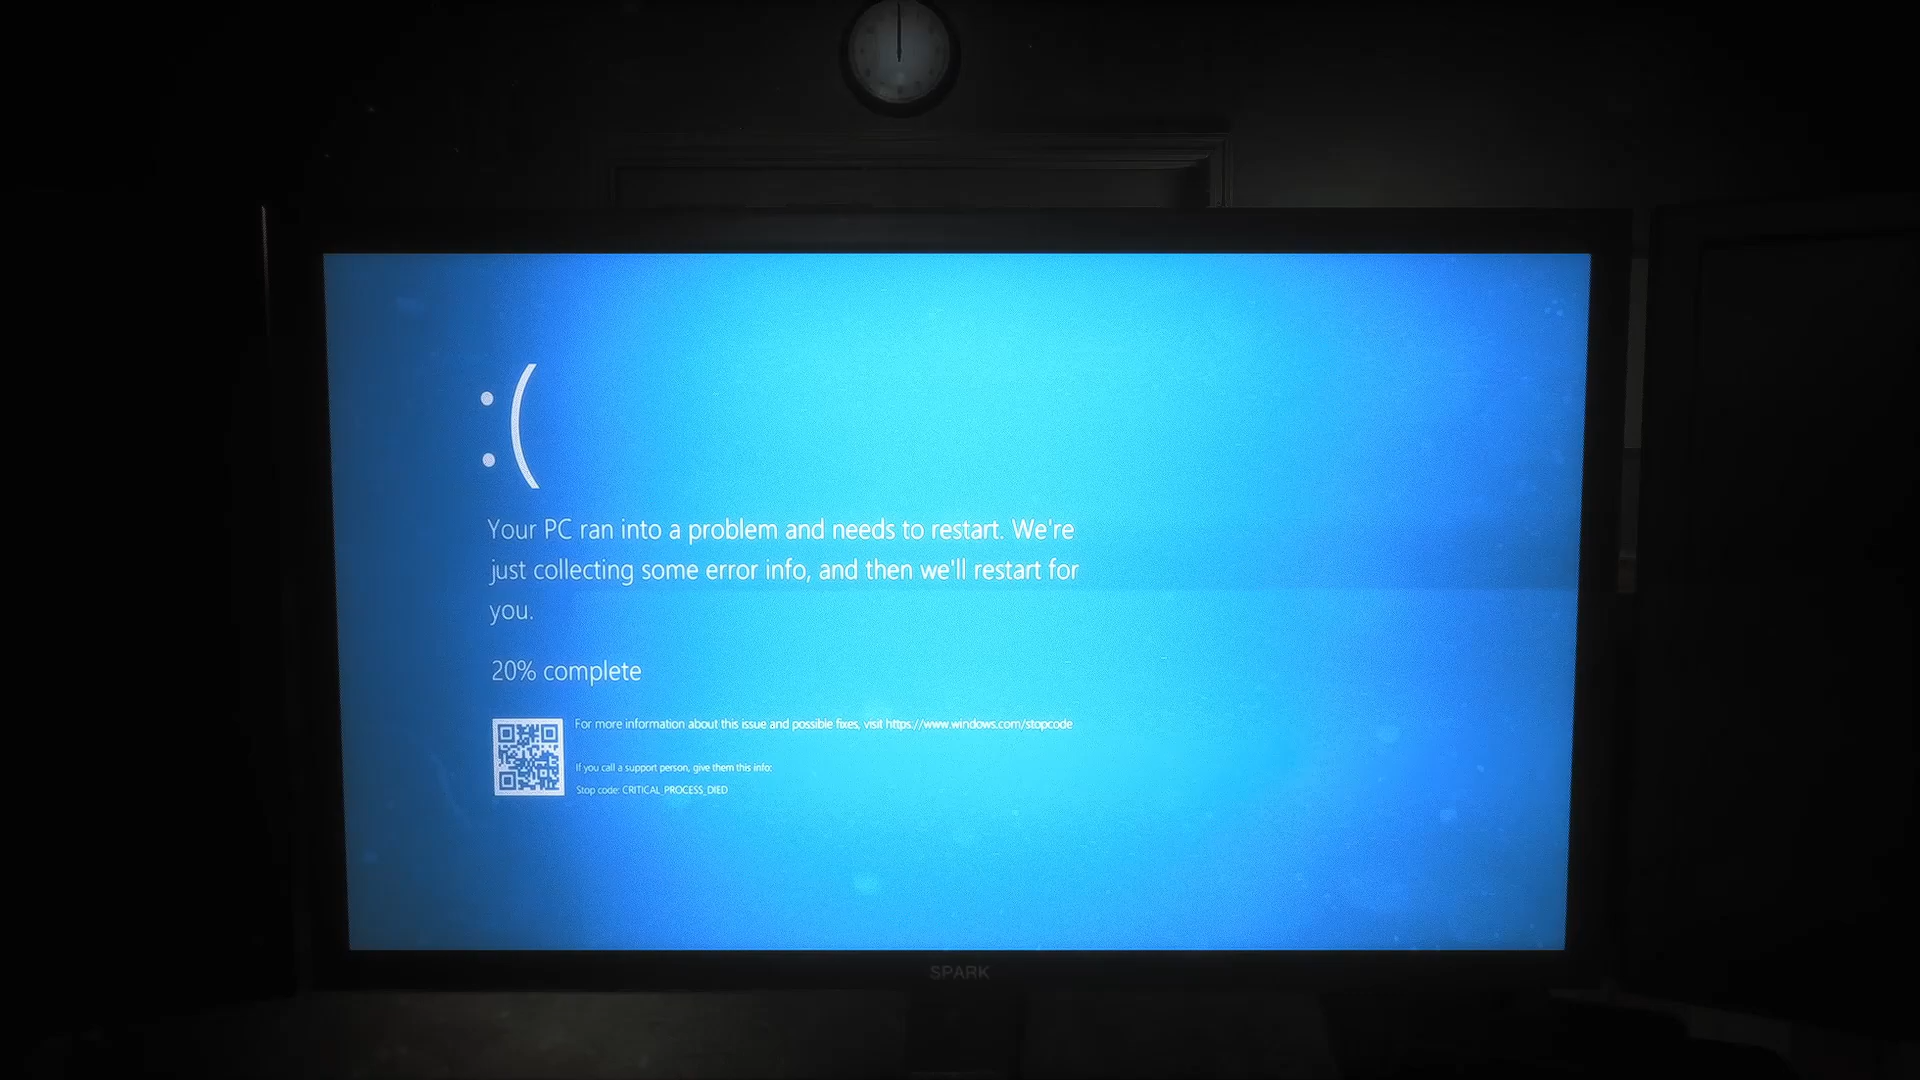 :(
Your PC ran into a problem and needs to restart. We're
just collecting some error info, and then we'll restart for
you.
20% complete
For more information about this issue and possible fixes, visit https://www.windows.com/stopcode
If you call a support person, give them this info:
Stop code: CRITICAL_PROCESS_DIED
SPARK